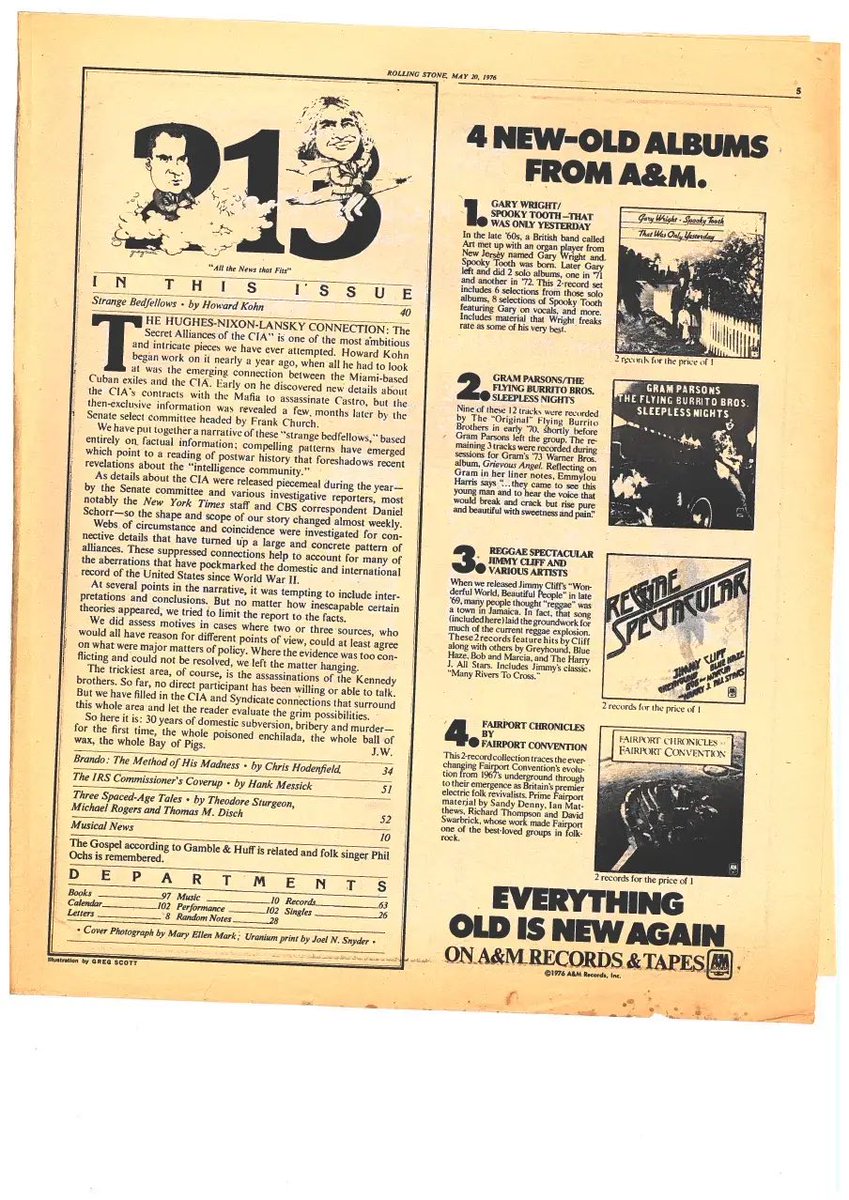 ROLLING STONE, MAY 20, 1976
5
213
"All the News that Fits"
IN THIS ISSUE
Strange Bedfellows • by Howard Kohn
40
THE HUGHES-NIXON-LANSKY CONNECTION: The
Secret Alliances of the CIA" is one of the most ambitious
and intricate pieces we have ever attempted. Howard Kohn
began work on it nearly a year ago, when all he had to look
at was the emerging connection between the Miami-based
Cuban exiles and the CIA. Early on he discovered new details about
the CIA's contracts with the Mafia to assassinate Castro, but the
then-exclusive information was revealed a few months later by the
Senate select committee headed by Frank Church.
We have put together a narrative of these "strange bedfellows," based
entirely on factual information; compelling patterns have emerged
which point to a reading of postwar history that foreshadows recent
revelations about the "intelligence community."
As details about the CIA were released piecemeal during the year—
by the Senate committee and various investigative reporters, most
notably the New York Times staff and CBS correspondent Daniel
Schorr—so the shape and scope of our story changed almost weekly.
Webs of circumstance and coincidence were investigated for con-
nective details that have turned up a large and concrete pattern of
alliances. These suppressed connections help to account for many of
the aberrations that have pockmarked the domestic and international
record of the United States since World War II.
At several points in the narrative, it was tempting to include inter-
pretations and conclusions. But no matter how inescapable certain
theories appeared, we tried to limit the report to the facts.
We did assess motives in cases where two or three sources, who
would all have reason for different points of view, could at least agree
on what were major matters of policy. Where the evidence was too con-
flicting and could not be resolved, we left the matter hanging.
The trickiest area, of course, is the assassinations of the Kennedy
brothers. So far, no direct participant has been willing or able to talk.
But we have filled in the CIA and Syndicate connections that surround
this whole area and let the reader evaluate the grim possibilities.
So here it is: 30 years of domestic subversion, bribery and murder—
for the first time, the whole poisoned enchilada, the whole ball of
wax, the whole Bay of Pigs.
J.W.
Brando: The Method of His Madness • by Chris Hodenfield
34
The IRS Commissioner's Coverup • by Hank Messick
51
Three Spaced-Age Tales • by Theodore Sturgeon,
Michael Rogers and Thomas M. Disch
52
Musical News
10
The Gospel according to Gamble & Huff is related and folk singer Phil
Ochs is remembered.
DEPARTMENTS
Books 97 Music 10 Records 63
Calendar 102 Performance 102 Singles 26
Letters 8 Random Notes 28
• Cover Photograph by Mary Ellen Mark; Uranium print by Joel N. Snyder •
Illustration by GREG SCOTT
4 NEW-OLD ALBUMS
FROM A&M.
1. GARY WRIGHT/
SPOOKY TOOTH—THAT
WAS ONLY YESTERDAY
In the late '60s, a British band called
Art met up with an organ player from
New Jersey named Gary Wright and
Spooky Tooth was born. Later Gary
left and did 2 solo albums, one in '71
and another in '72. This 2-record set
includes 6 selections from those solo
albums, 8 selections of Spooky Tooth
featuring Gary on vocals, and more.
Includes material that Wright freaks
rate as some of his very best.
Gary Wright • Spooky Tooth
That Was Only Yesterday
2 records for the price of 1
2. GRAM PARSONS/THE
FLYING BURRITO BROS.
SLEEPLESS NIGHTS
Nine of these 12 tracks were recorded
by The "Original" Flying Burrito
Brothers in early '70, shortly before
Gram Parsons left the group. The re-
maining 3 tracks were recorded during
sessions for Gram's '73 Warner Bros.
album, Grievous Angel. Reflecting on
Gram in her liner notes, Emmylou
Harris says "...they came to see this
young man and to hear the voice that
would break and crack but rise pure
and beautiful with sweetness and pain."
GRAM PARSONS
THE FLYING BURRITO BROS.
SLEEPLESS NIGHTS
3. REGGAE SPECTACULAR
JIMMY CLIFF AND
VARIOUS ARTISTS
When we released Jimmy Cliff's "Won-
derful World, Beautiful People" in late
'69, many people thought "reggae" was
a town in Jamaica. In fact, that song
(included here) laid the groundwork for
much of the current reggae explosion.
These 2 records feature hits by Cliff
along with others by Greyhound, Blue
Haze, Bob and Marcia, and The Harry
J. All Stars. Includes Jimmy's classic,
"Many Rivers To Cross."
REGGAE
SPECTACULAR
JIMMY CLIFF
GREYHOUND BLUE HAZE
BOB AND MARCIA
HARRY J. ALL STARS
2 records for the price of 1
4. FAIRPORT CHRONICLES
BY
FAIRPORT CONVENTION
This 2-record collection traces the ever-
changing Fairport Convention's evolu-
tion from 1967's underground through
to their emergence as Britain's premier
electric folk revivalists. Prime Fairport
material by Sandy Denny, Ian Mat-
thews, Richard Thompson and David
Swarbrick, whose work made Fairport
one of the best-loved groups in folk-
rock.
FAIRPORT CHRONICLES
FAIRPORT CONVENTION
2 records for the price of 1
EVERYTHING
OLD IS NEW AGAIN
ON A&M RECORDS & TAPES
A&M
©1976 A&M Records, Inc.